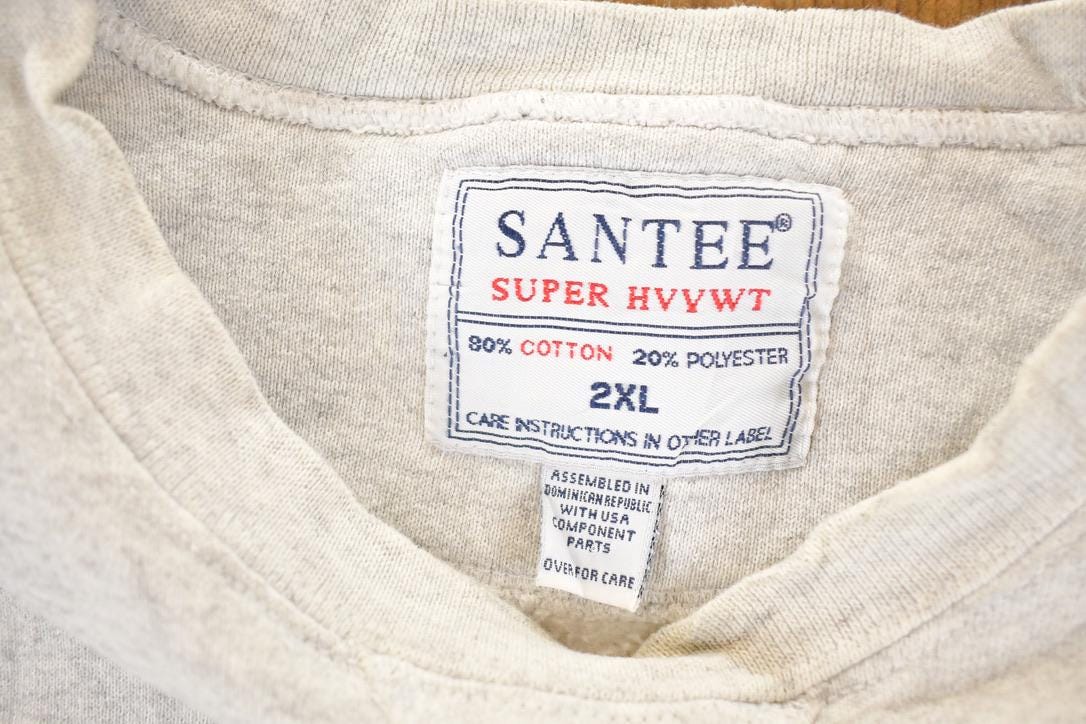 SANTEE®
SUPER HVYWT
80% COTTON 20% POLYESTER
2XL
CARE INSTRUCTIONS IN OTHER LABEL
ASSEMBLED IN
DOMINICAN REPUBLIC
WITH USA
COMPONENT
PARTS
OVER FOR CARE